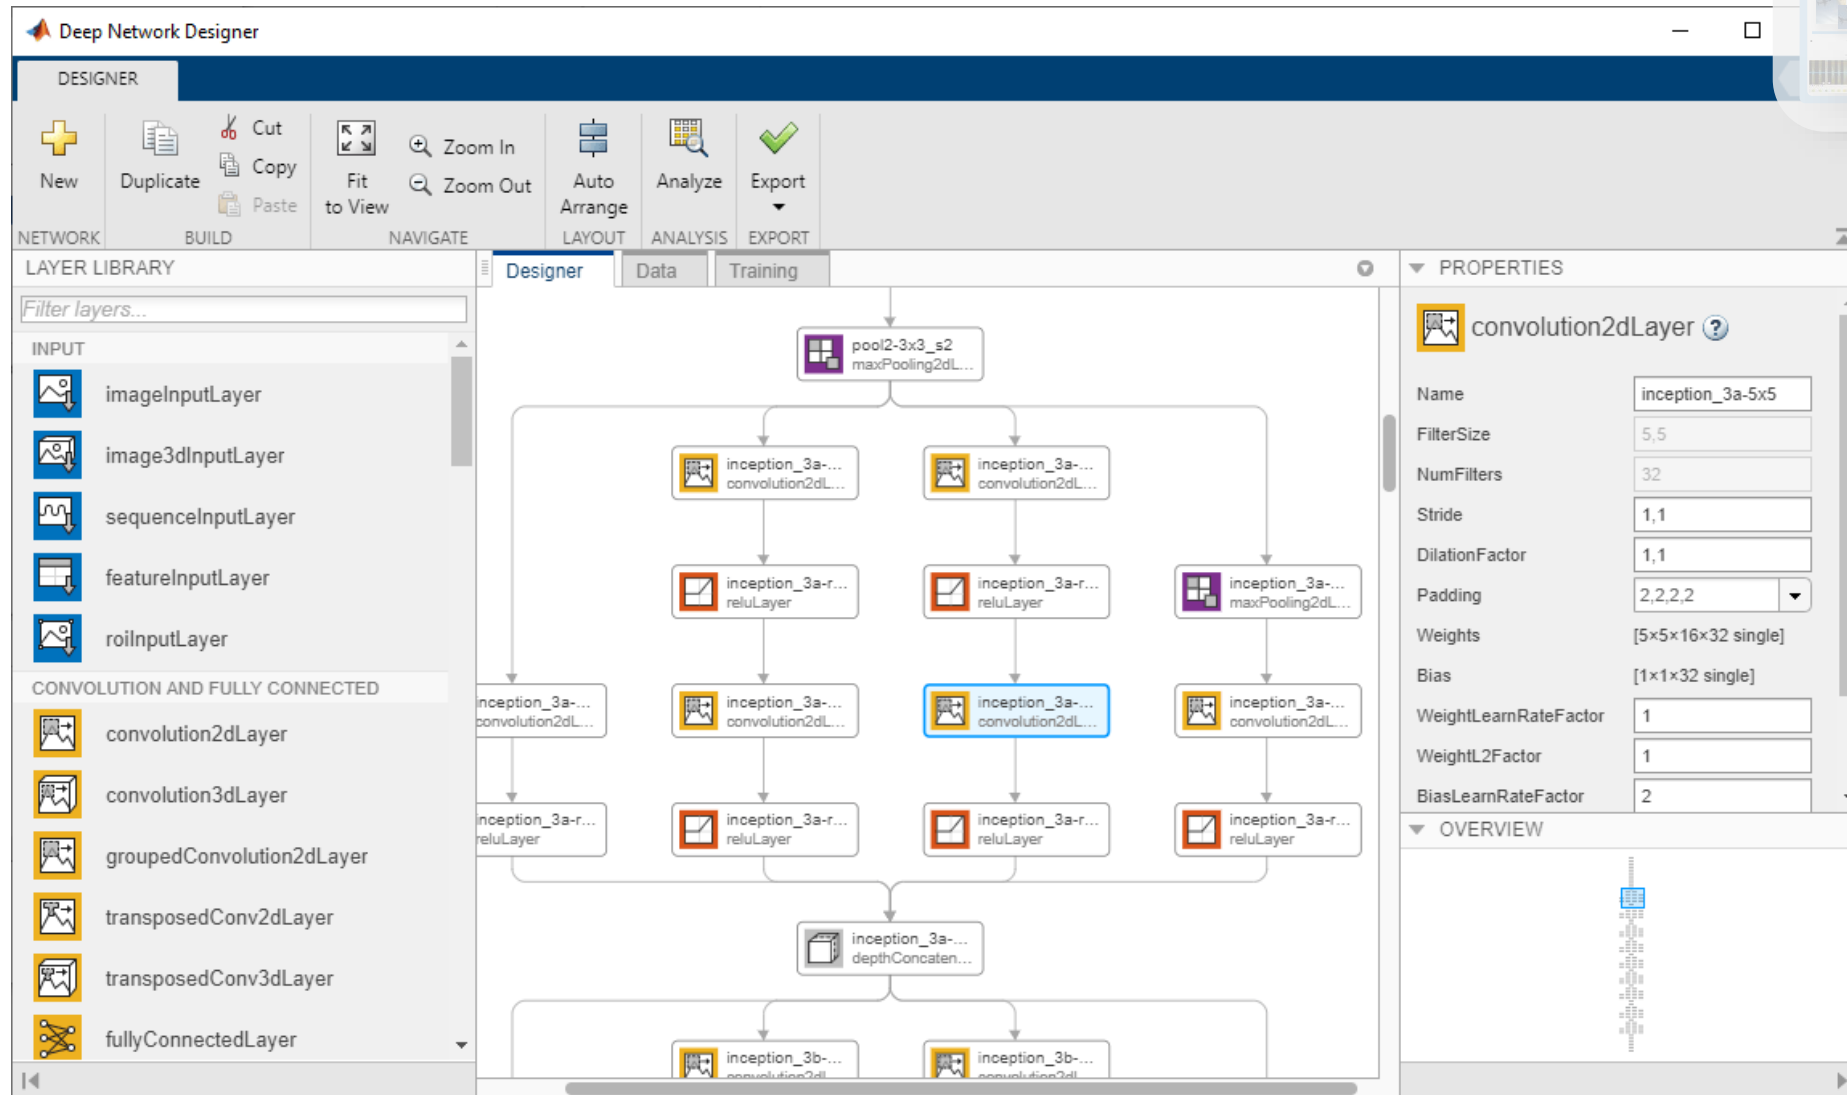 Deep Network Designer
DESIGNER
New
Duplicate
Cut
Copy
Paste
Fit
to View
Zoom In
Zoom Out
Auto
Arrange
Analyze
Export
NETWORK
BUILD
NAVIGATE
LAYOUT
ANALYSIS
EXPORT
LAYER LIBRARY
Filter layers...
INPUT
imageInputLayer
image3dInputLayer
sequenceInputLayer
featureInputLayer
roiInputLayer
CONVOLUTION AND FULLY CONNECTED
convolution2dLayer
convolution3dLayer
groupedConvolution2dLayer
transposedConv2dLayer
transposedConv3dLayer
fullyConnectedLayer
Designer
Data
Training
pool2-3x3_s2
maxPooling2dL...
inception_3a-...
convolution2dL...
inception_3a-...
convolution2dL...
inception_3a-r...
reluLayer
inception_3a-r...
reluLayer
inception_3a-...
maxPooling2dL...
inception_3a-...
convolution2dL...
inception_3a-...
convolution2dL...
inception_3a-...
convolution2dL...
inception_3a-...
convolution2dL...
inception_3a-r...
reluLayer
inception_3a-r...
reluLayer
inception_3a-r...
reluLayer
inception_3a-r...
reluLayer
inception_3a-...
depthConcaten...
inception_3b-...
convolution2dl
inception_3b-...
convolution2dl
PROPERTIES
convolution2dLayer
Name
inception_3a-5x5
FilterSize
5,5
NumFilters
32
Stride
1,1
DilationFactor
1,1
Padding
2,2,2,2
Weights
[5×5×16×32 single]
Bias
[1×1×32 single]
WeightLearnRateFactor
1
WeightL2Factor
1
BiasLearnRateFactor
2
OVERVIEW